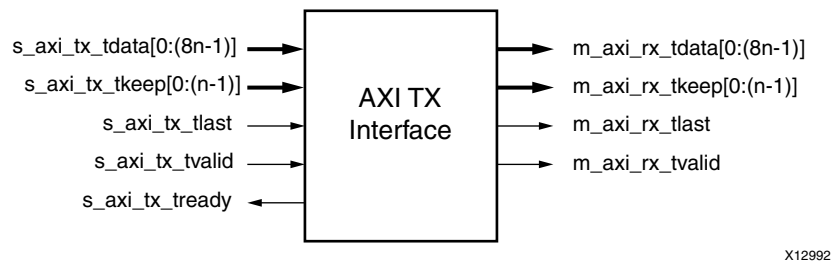 s_axi_tx_tdata[0:(8n-1)]
s_axi_tx_tkeep[0:(n-1)]
s_axi_tx_tlast
s_axi_tx_tvalid
s_axi_tx_tready
AXI TX
Interface
m_axi_rx_tdata[0:(8n-1)]
m_axi_rx_tkeep[0:(n-1)]
m_axi_rx_tlast
m_axi_rx_tvalid
X12992